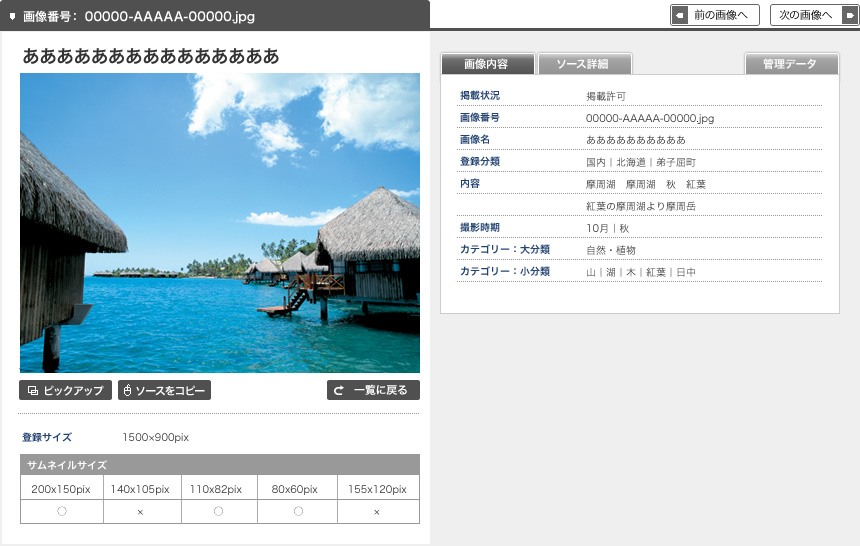 画像番号: 00000-AAAAA-00000.jpg
前の画像へ
次の画像へ
あああああああああああああああ
画像内容
ソース詳細
管理データ
掲載状況 掲載許可
画像番号 00000-AAAAA-00000.jpg
画像名 ああああああああああ
登録分類 国内｜北海道｜弟子屈町
内容 摩周湖 摩周湖 秋 紅葉
紅葉の摩周湖より摩周岳
撮影時期 10月｜秋
カテゴリー：大分類 自然・植物
カテゴリー：小分類 山｜湖｜木｜紅葉｜日中
ピックアップ
ソースをコピー
一覧に戻る
登録サイズ 1500×900pix
サムネイルサイズ
200x150pix 140x105pix 110x82pix 80x60pix 155x120pix
○ × ○ ○ ×